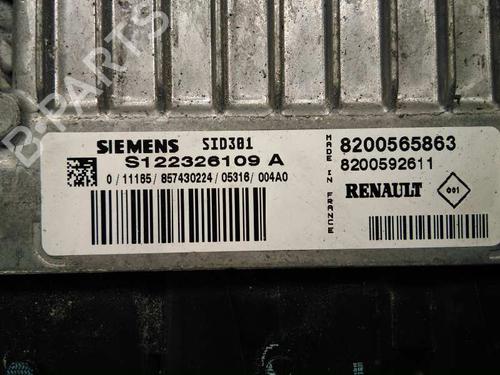 B-PARTS
SIEMENS SID301
S122326109 A
0/11165/857430224/05316/004A0
MADE IN FRANCE
8200565863
8200592611
RENAULT
001